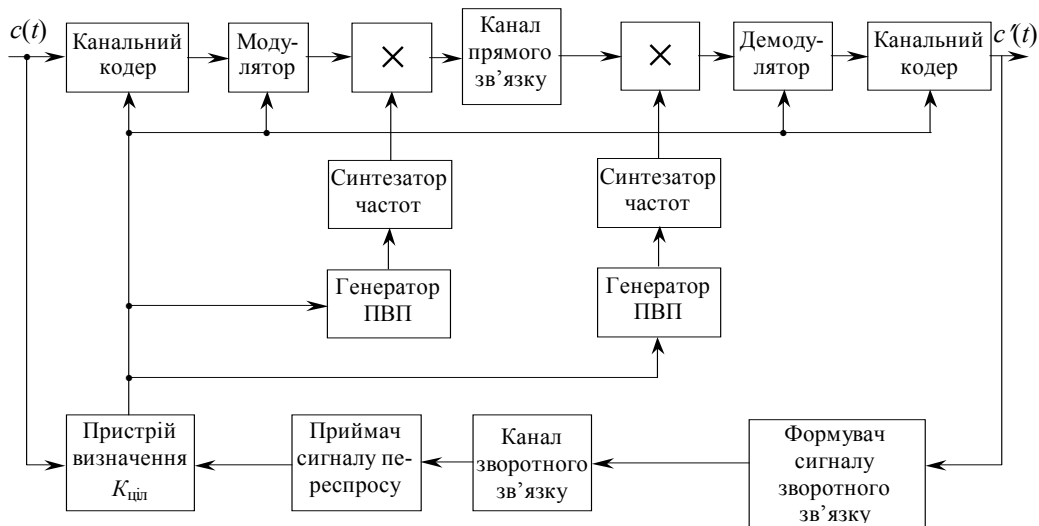 c(t)
Канальний
кодер
Моду-
лятор
×
Канал
прямого
зв’язку
×
Демоду-
лятор
Канальний
кодер
c′(t)
Синтезатор
частот
Синтезатор
частот
Генератор
ПВП
Генератор
ПВП
Пристрій
визначення
Kціл
Приймач
сигналу пе-
респросу
Канал
зворотного
зв’язку
Формувач
сигналу
зворотного
зв’язку